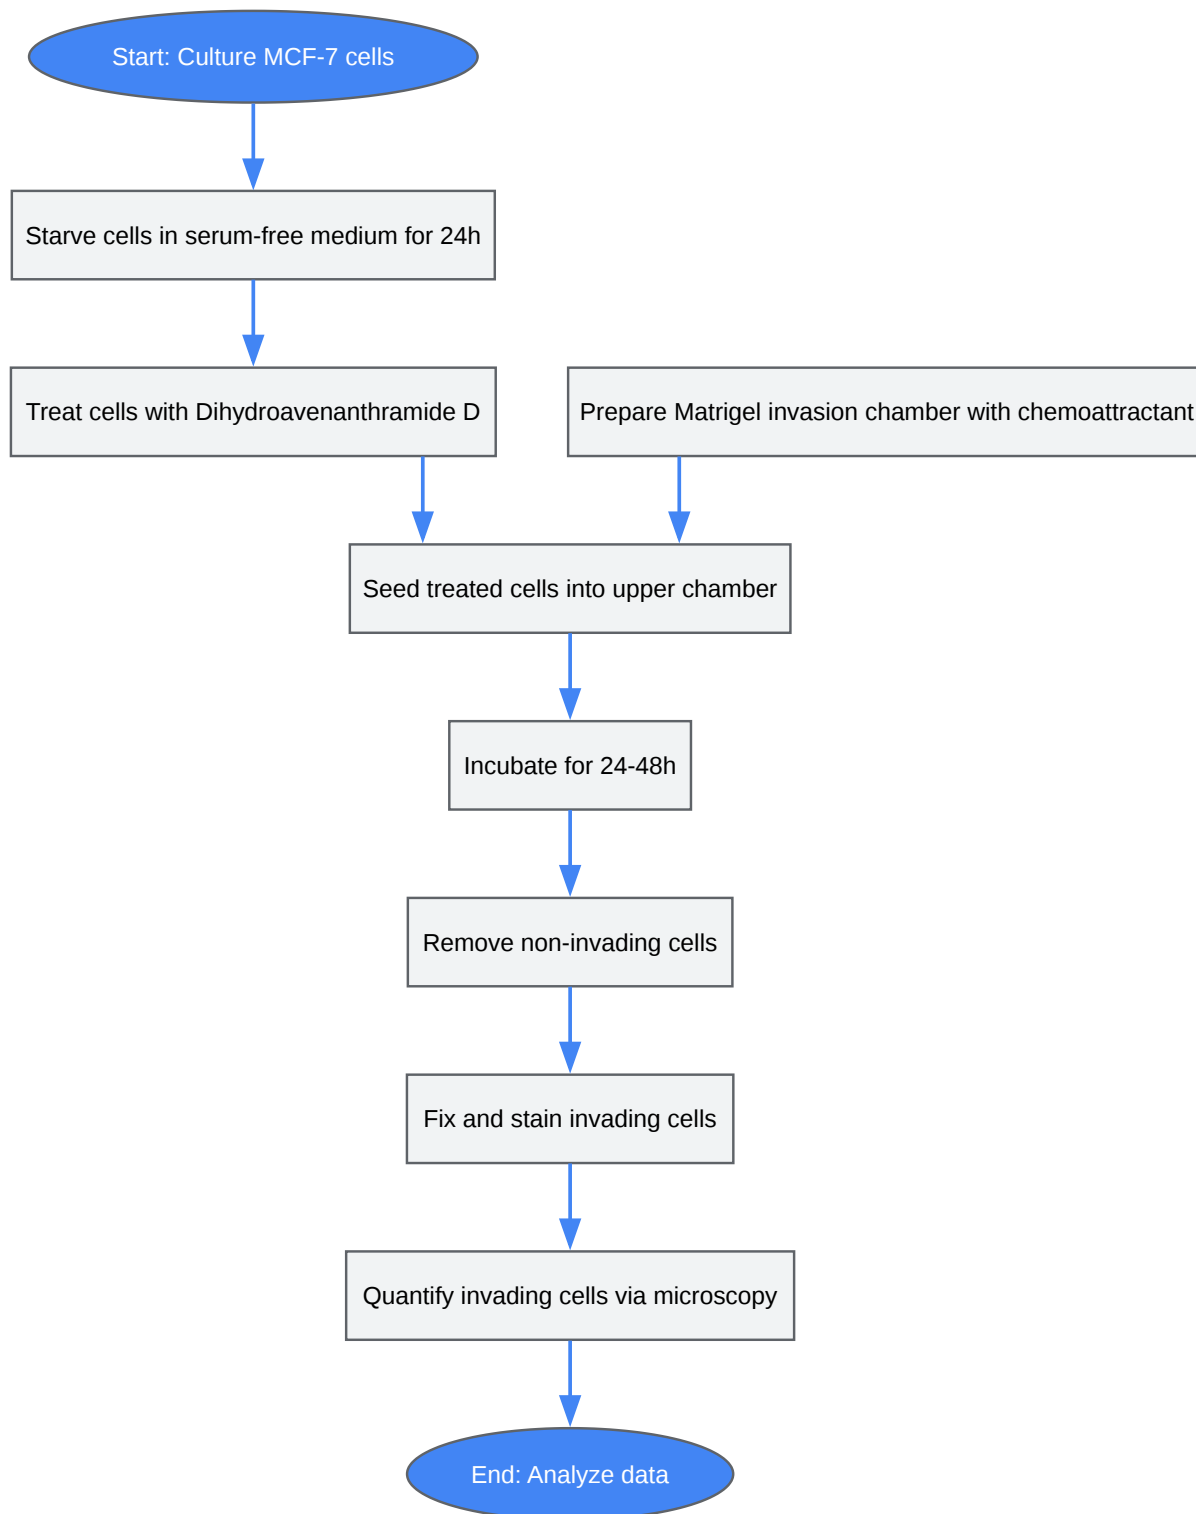 Start: Culture MCF-7 cells
Starve cells in serum-free medium for 24h
Treat cells with Dihydroavenanthramide D
Prepare Matrigel invasion chamber with chemoattractant
Seed treated cells into upper chamber
Incubate for 24-48h
Remove non-invading cells
Fix and stain invading cells
Quantify invading cells via microscopy
End: Analyze data